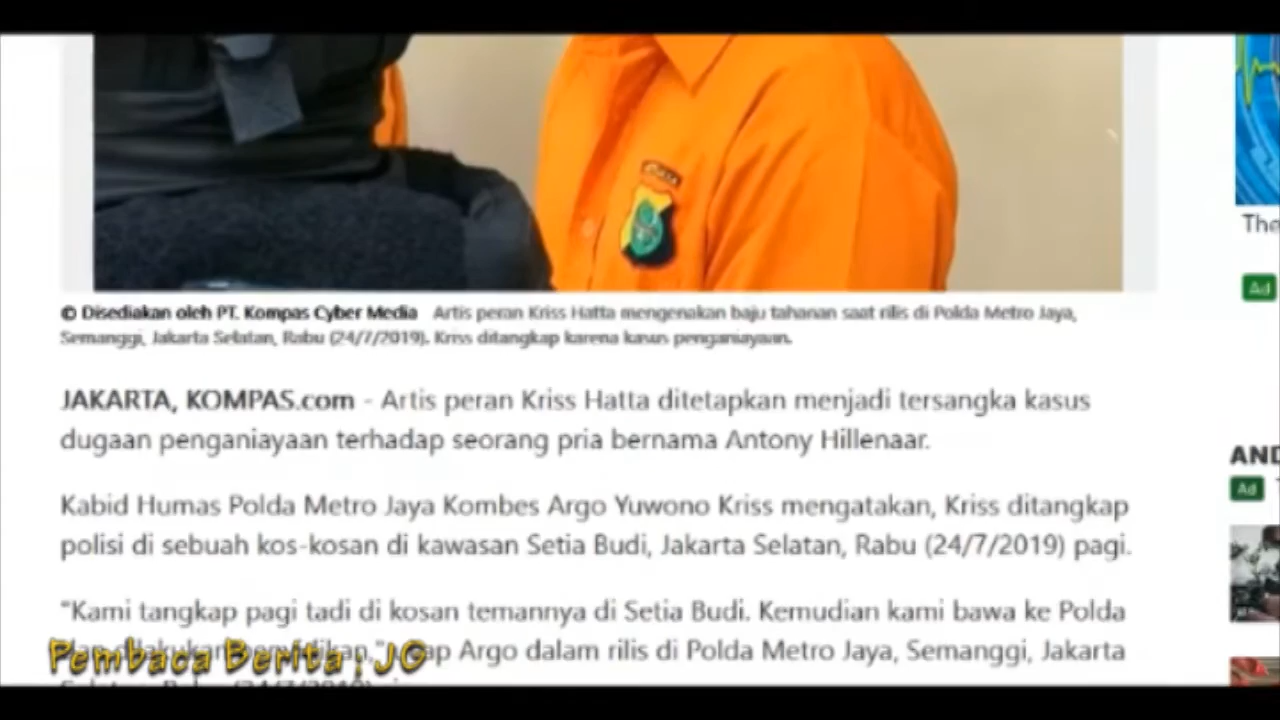 © Disediakan oleh PT. Kompas Cyber Media Artis peran Kriss Hatta mengenakan baju tahanan saat rilis di Polda Metro Jaya,
Semanggi, Jakarta Selatan, Rabu (24/7/2019). Kriss ditangkap karena kasus penganiayaan.
JAKARTA, KOMPAS.com - Artis peran Kriss Hatta ditetapkan menjadi tersangka kasus
dugaan penganiayaan terhadap seorang pria bernama Antony Hillenaar.
Kabid Humas Polda Metro Jaya Kombes Argo Yuwono Kriss mengatakan, Kriss ditangkap
polisi di sebuah kos-kosan di kawasan Setia Budi, Jakarta Selatan, Rabu (24/7/2019) pagi.
"Kami tangkap pagi tadi di kosan temannya di Setia Budi. Kemudian kami bawa ke Polda
Argo dalam rilis di Polda Metro Jaya, Semanggi, Jakarta
Pembaca Berita ; JG
The
Ad
AND
Ad